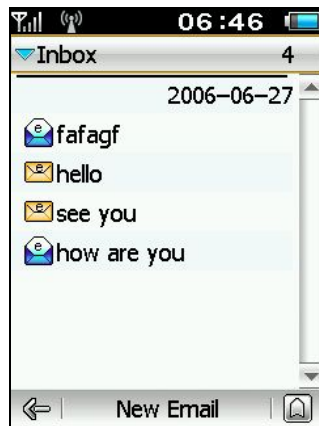 06:46
Inbox 4
2006-06-27
fafagf
hello
see you
how are you
New Email